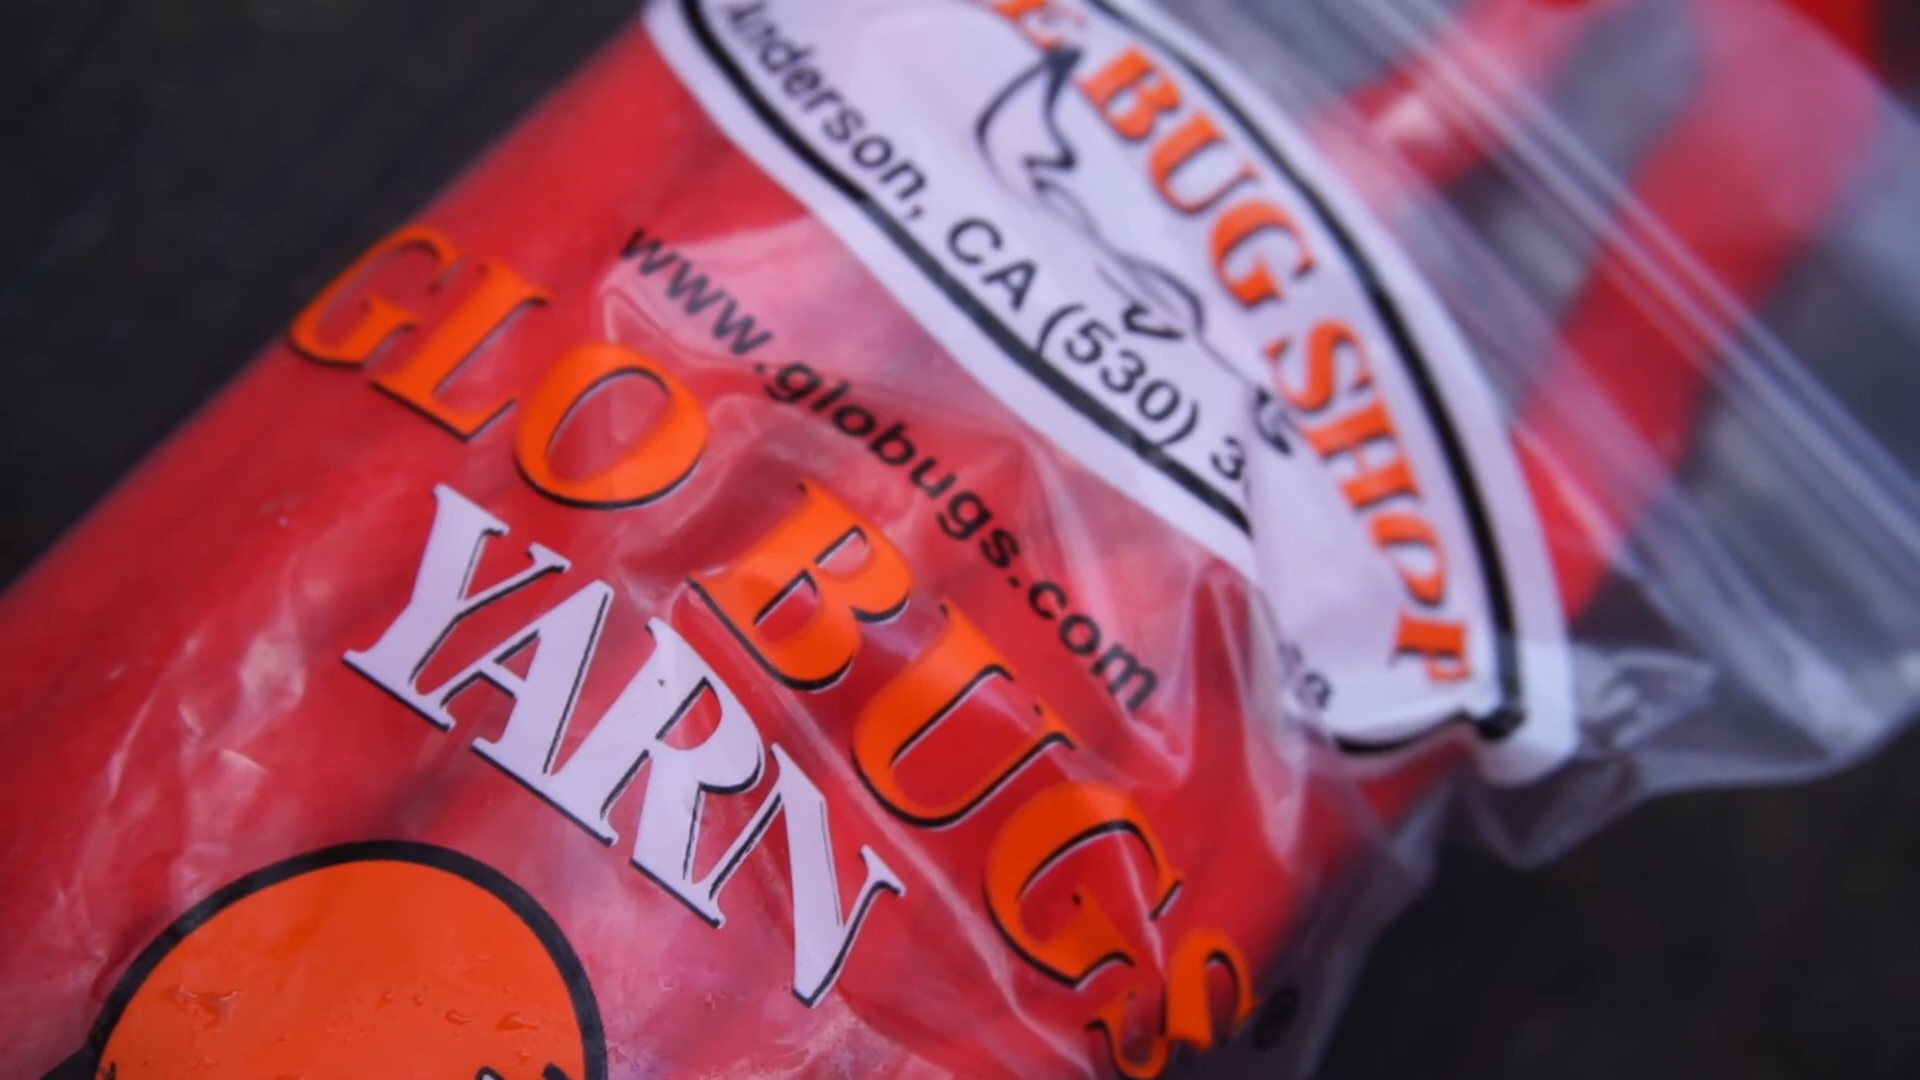 BUG SHOP
Anderson, CA (530)
www.globugs.com
GLO BUGS
YARN